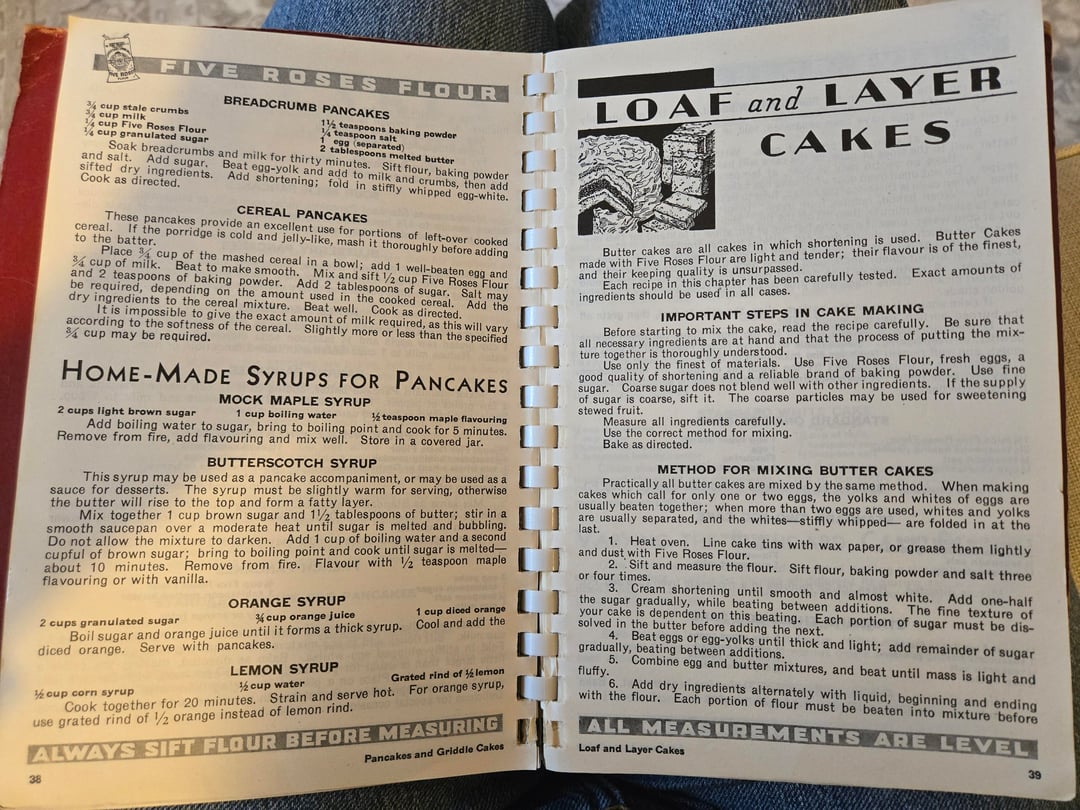 FIVE ROSES FLOUR
BREADCRUMB PANCAKES
¾ cup stale crumbs
¾ cup milk
¼ cup Five Roses Flour
¼ cup granulated sugar
1½ teaspoons baking powder
¼ teaspoon salt
1 egg (separated)
2 tablespoons melted butter
Soak breadcrumbs and milk for thirty minutes. Sift flour, baking powder
and salt. Add sugar. Beat egg-yolk and add to milk and crumbs, then add
sifted dry ingredients. Add shortening; fold in stiffly whipped egg-white.
Cook as directed.
CEREAL PANCAKES
These pancakes provide an excellent use for portions of left-over cooked
cereal. If the porridge is cold and jelly-like, mash it thoroughly before adding
to the batter.
Place ¾ cup of the mashed cereal in a bowl; add 1 well-beaten egg and
¾ cup of milk. Beat to make smooth. Mix and sift ½ cup Five Roses Flour
and 2 teaspoons of baking powder. Add 2 tablespoons of sugar. Salt may
be required, depending on the amount used in the cooked cereal. Add the
dry ingredients to the cereal mixture. Beat well. Cook as directed.
It is impossible to give the exact amount of milk required, as this will vary
according to the softness of the cereal. Slightly more or less than the specified
¾ cup may be required.
HOME-MADE SYRUPS FOR PANCAKES
MOCK MAPLE SYRUP
2 cups light brown sugar 1 cup boiling water ½ teaspoon maple flavouring
Add boiling water to sugar, bring to boiling point and cook for 5 minutes.
Remove from fire, add flavouring and mix well. Store in a covered jar.
BUTTERSCOTCH SYRUP
This syrup may be used as a pancake accompaniment, or may be used as a
sauce for desserts. The syrup must be slightly warm for serving, otherwise
the butter will rise to the top and form a fatty layer.
Mix together 1 cup brown sugar and 1½ tablespoons of butter; stir in a
smooth saucepan over a moderate heat until sugar is melted and bubbling.
Do not allow the mixture to darken. Add 1 cup of boiling water and a second
cupful of brown sugar; bring to boiling point and cook until sugar is melted—
about 10 minutes. Remove from fire. Flavour with ½ teaspoon maple
flavouring or with vanilla.
ORANGE SYRUP
2 cups granulated sugar ¾ cup orange juice 1 cup diced orange
Boil sugar and orange juice until it forms a thick syrup. Cool and add the
diced orange. Serve with pancakes.
LEMON SYRUP
½ cup corn syrup ½ cup water Grated rind of ½ lemon
Cook together for 20 minutes. Strain and serve hot. For orange syrup,
use grated rind of ½ orange instead of lemon rind.
ALWAYS SIFT FLOUR BEFORE MEASURING
Pancakes and Griddle Cakes
38
LOAF and LAYER
CAKES
Butter cakes are all cakes in which shortening is used. Butter Cakes
made with Five Roses Flour are light and tender; their flavour is of the finest,
and their keeping quality is unsurpassed.
Each recipe in this chapter has been carefully tested. Exact amounts of
ingredients should be used in all cases.
IMPORTANT STEPS IN CAKE MAKING
Before starting to mix the cake, read the recipe carefully. Be sure that
all necessary ingredients are at hand and that the process of putting the mix-
ture together is thoroughly understood.
Use only the finest of materials. Use Five Roses Flour, fresh eggs, a
good quality of shortening and a reliable brand of baking powder. Use fine
sugar. Coarse sugar does not blend well with other ingredients. If the supply
of sugar is coarse, sift it. The coarse particles may be used for sweetening
stewed fruit.
Measure all ingredients carefully.
Use the correct method for mixing.
Bake as directed.
METHOD FOR MIXING BUTTER CAKES
Practically all butter cakes are mixed by the same method. When making
cakes which call for only one or two eggs, the yolks and whites of eggs are
usually beaten together; when more than two eggs are used, whites and yolks
are usually separated, and the whites—stiffly whipped—are folded in at the
last.
1. Heat oven. Line cake tins with wax paper, or grease them lightly
and dust with Five Roses Flour.
2. Sift and measure the flour. Sift flour, baking powder and salt three
or four times.
3. Cream shortening until smooth and almost white. Add one-half
the sugar gradually, while beating between additions. The fine texture of
your cake is dependent on this beating. Each portion of sugar must be dis-
solved in the butter before adding the next.
4. Beat eggs or egg-yolks until thick and light; add remainder of sugar
gradually, beating between additions.
5. Combine egg and butter mixtures, and beat until mass is light and
fluffy.
6. Add dry ingredients alternately with liquid, beginning and ending
with the flour. Each portion of flour must be beaten into mixture before
ALL MEASUREMENTS ARE LEVEL
Loaf and Layer Cakes
39